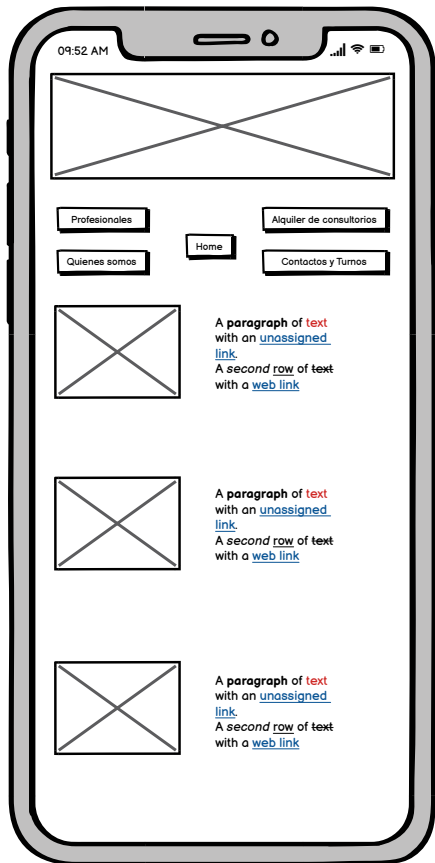 09:52 AM
Profesionales
Alquiler de consultorios
Home
Quienes somos
Contactos y Turnos
A paragraph of text
with an unassigned
link.
A second row of text
with a web link
A paragraph of text
with an unassigned
link.
A second row of text
with a web link
A paragraph of text
with an unassigned
link.
A second row of text
with a web link